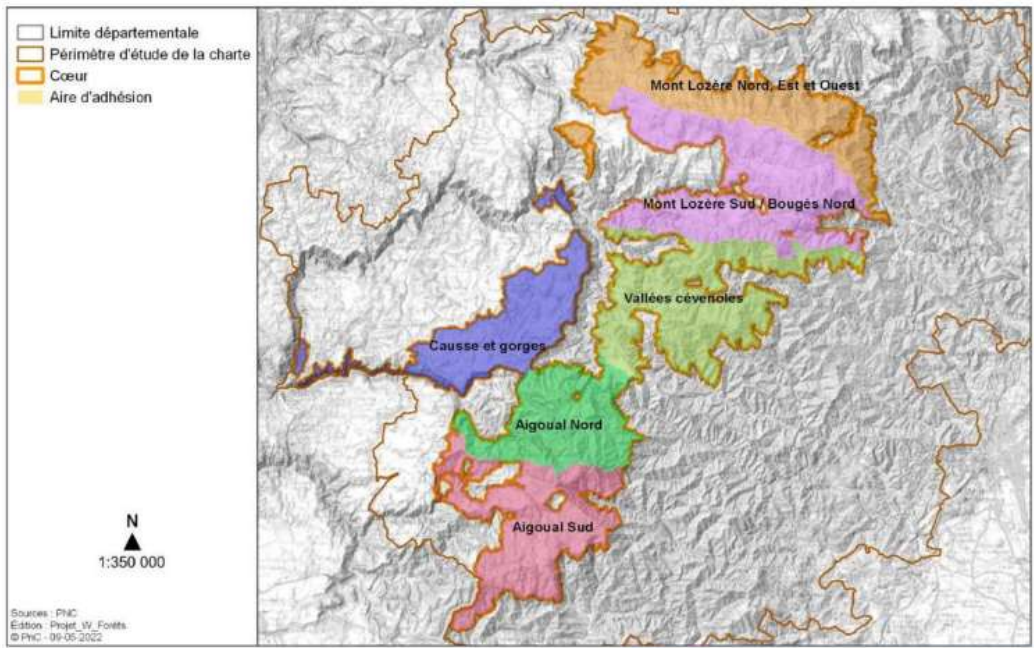 Limite départementale
Périmètre d'étude de la charte
Cœur
Aire d'adhésion
Mont Lozère Nord, Est et Ouest
Mont Lozère Sud / Bougès Nord
Vallées cévenoles
Causse et gorges
Aigoual Nord
Aigoual Sud
N
1:350 000
Sources : PNC
Édition : Projet_W_Forêts
© PnC - 09-05-2022